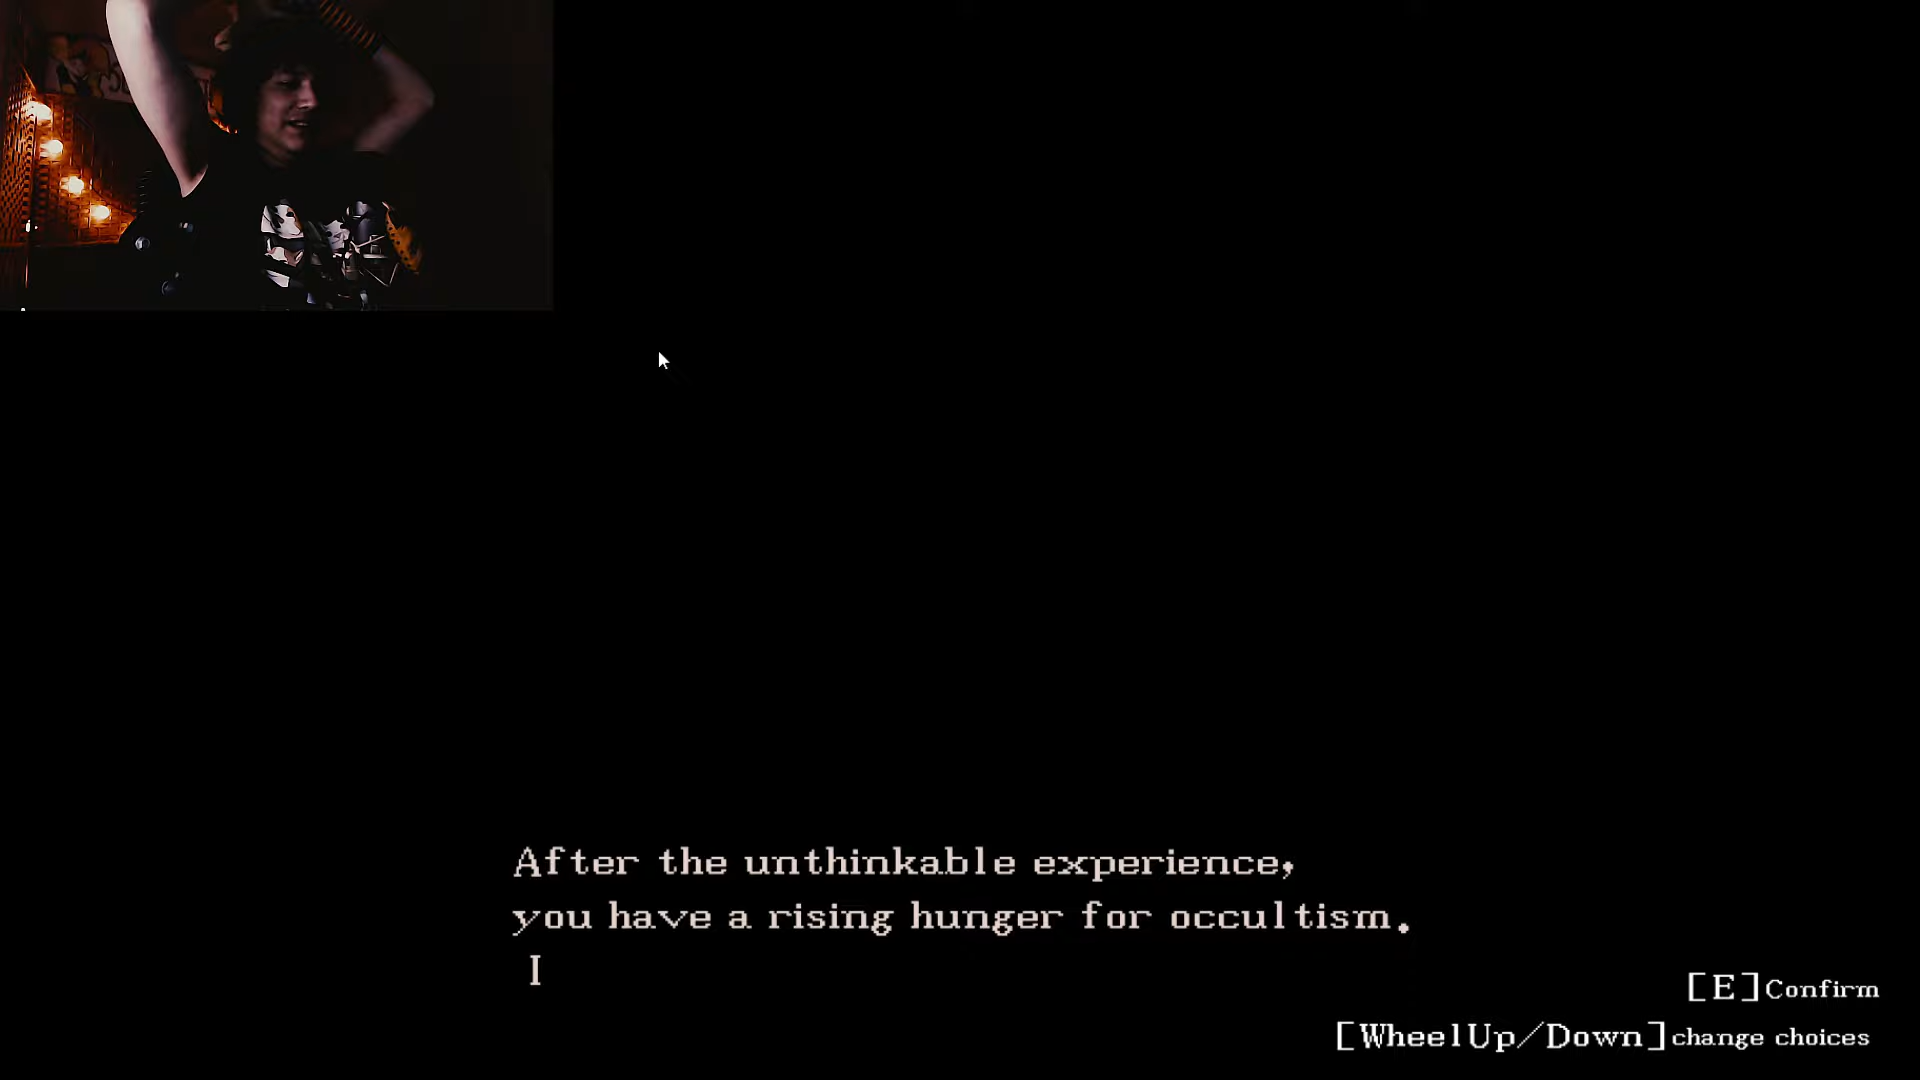 After the unthinkable experience,
you have a rising hunger for occultism.
I
[E]Confirm
[WheelUp/Down]change choices